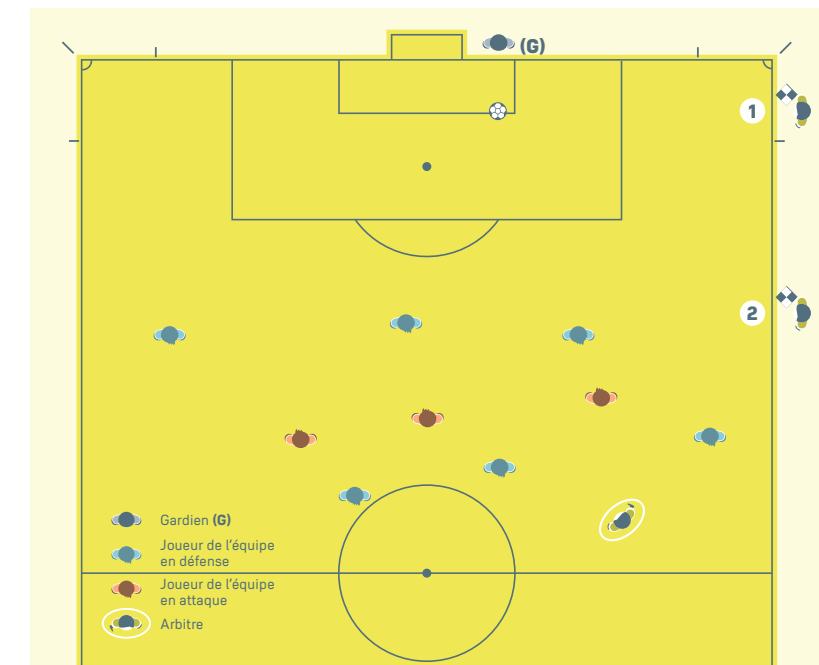 (G)
1
2
Gardien (G)
Joueur de l'équipe
en défense
Joueur de l'équipe
en attaque
Arbitre